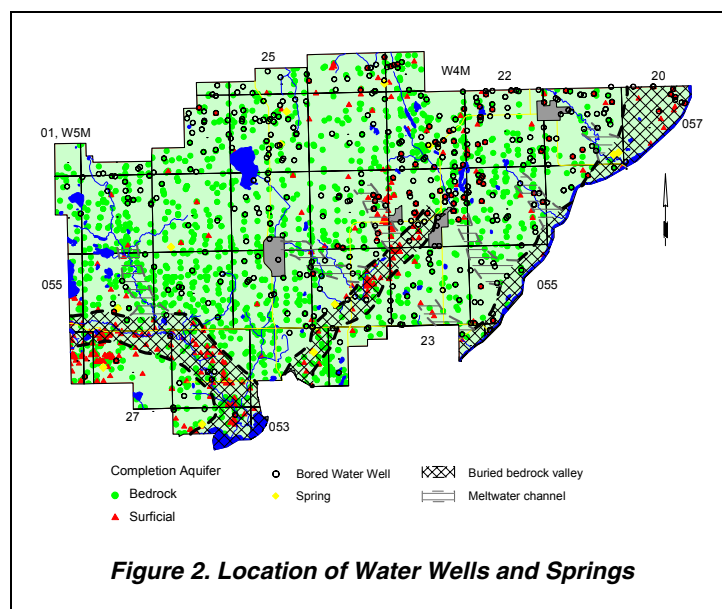 25
W4M
22
20
057
01, W5M
055
055
23
27
053
Completion Aquifer
Bedrock
Surficial
Bored Water Well
Spring
Buried bedrock valley
Meltwater channel
Figure 2. Location of Water Wells and Springs